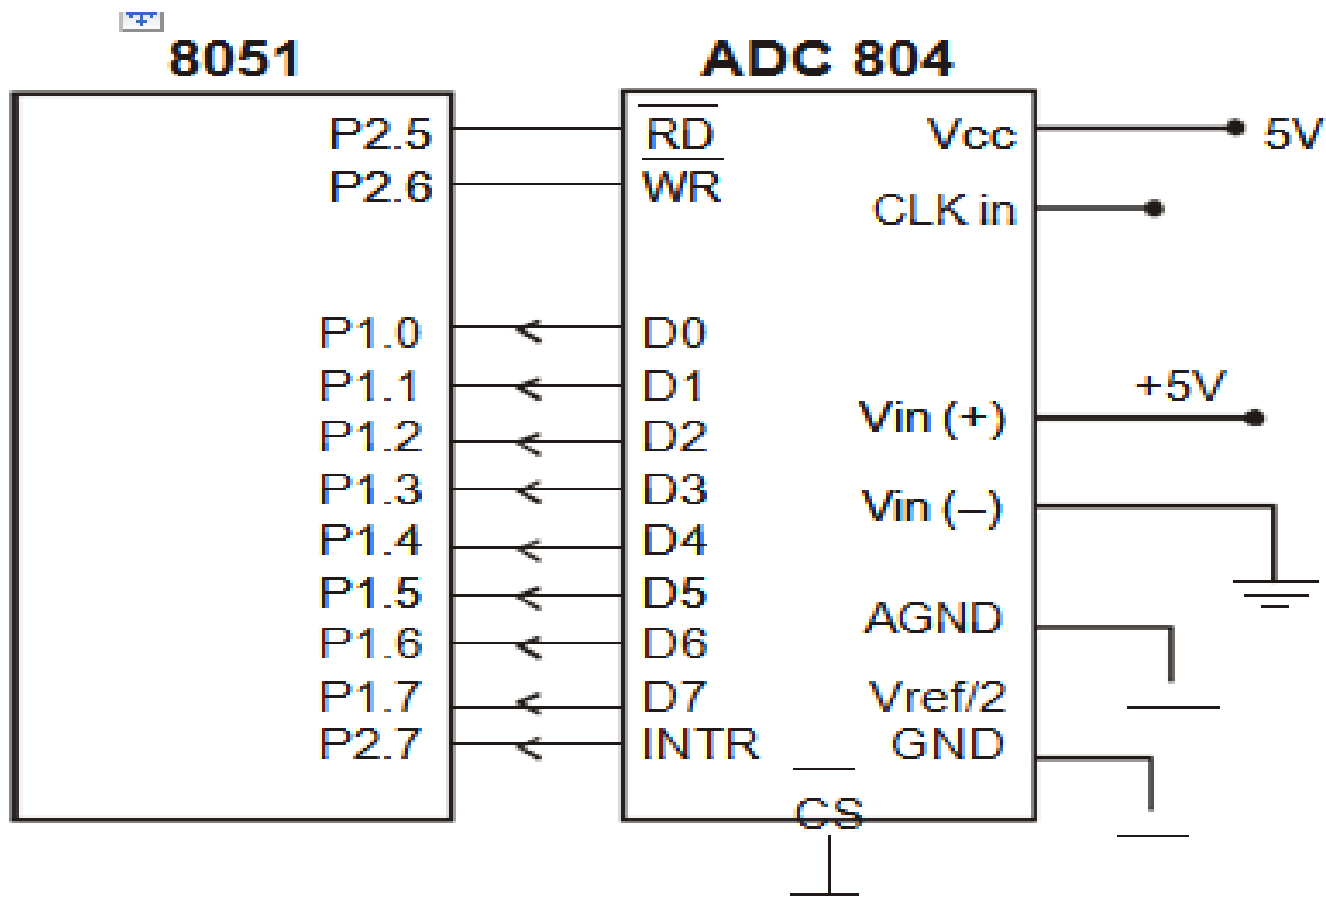 8051
ADC 804
P2.5
P2.6
P1.0
P1.1
P1.2
P1.3
P1.4
P1.5
P1.6
P1.7
P2.7
RD
WR
D0
D1
D2
D3
D4
D5
D6
D7
INTR
CS
Vcc
CLK in
Vin (+)
Vin (–)
AGND
Vref/2
GND
5V
+5V